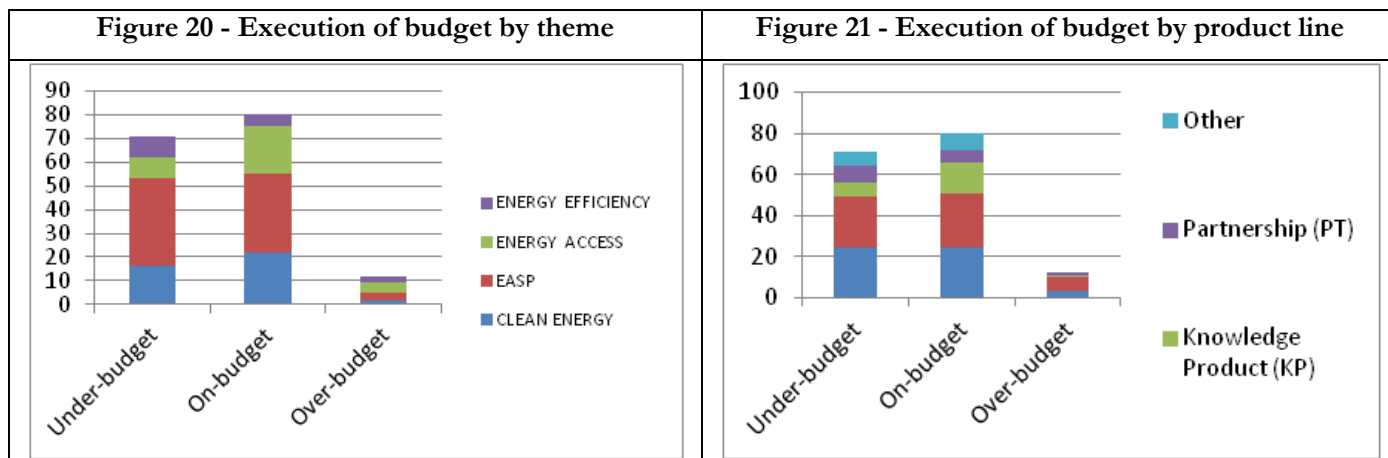 Figure 20 - Execution of budget by theme
90
80
70
60
50
40
30
20
10
0
Under-budget
On-budget
Over-budget
ENERGY EFFICIENCY
ENERGY ACCESS
EASP
CLEAN ENERGY
Figure 21 - Execution of budget by product line
100
80
60
40
20
0
Under-budget
On-budget
Over-budget
Other
Partnership (PT)
Knowledge
Product (KP)